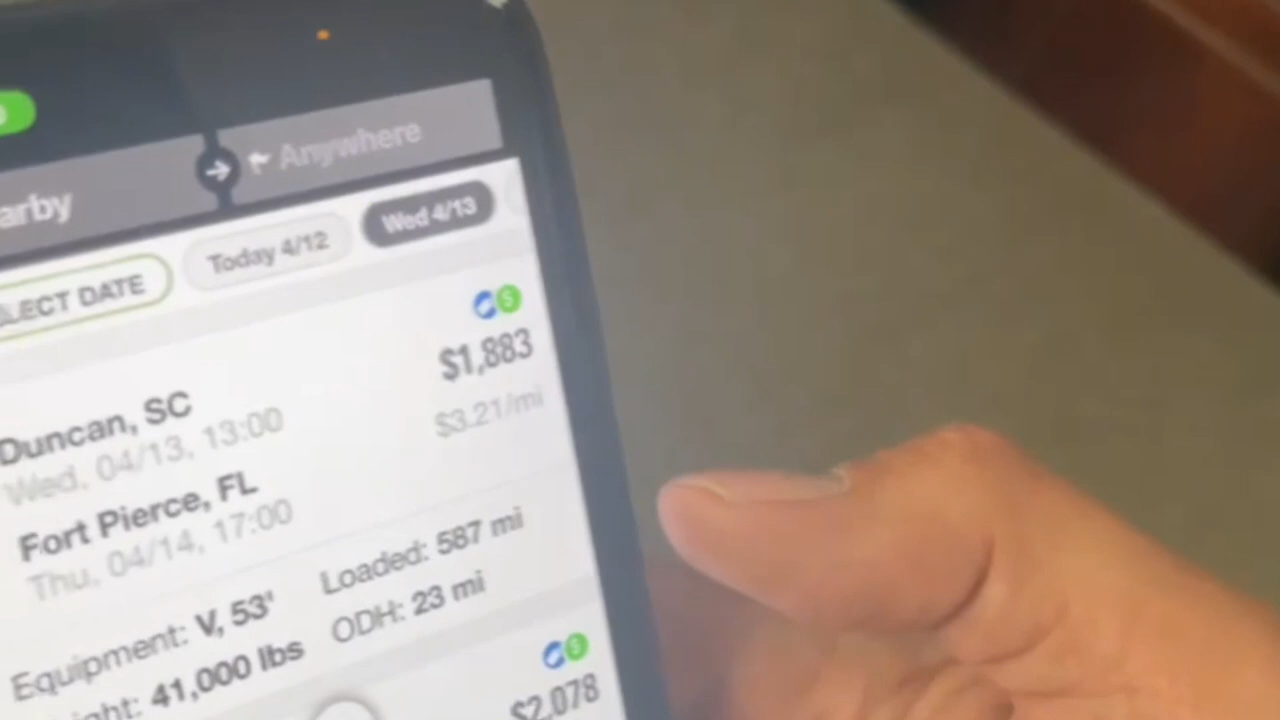 arby
Anywhere
LECT DATE
Today 4/12
Wed 4/13
$1,883
$3.21/mi
Duncan, SC
Wed, 04/13, 13:00
Fort Pierce, FL
Thu, 04/14, 17:00
Equipment: V, 53'
Loaded: 587 mi
ght: 41,000 lbs
ODH: 23 mi
$2,078